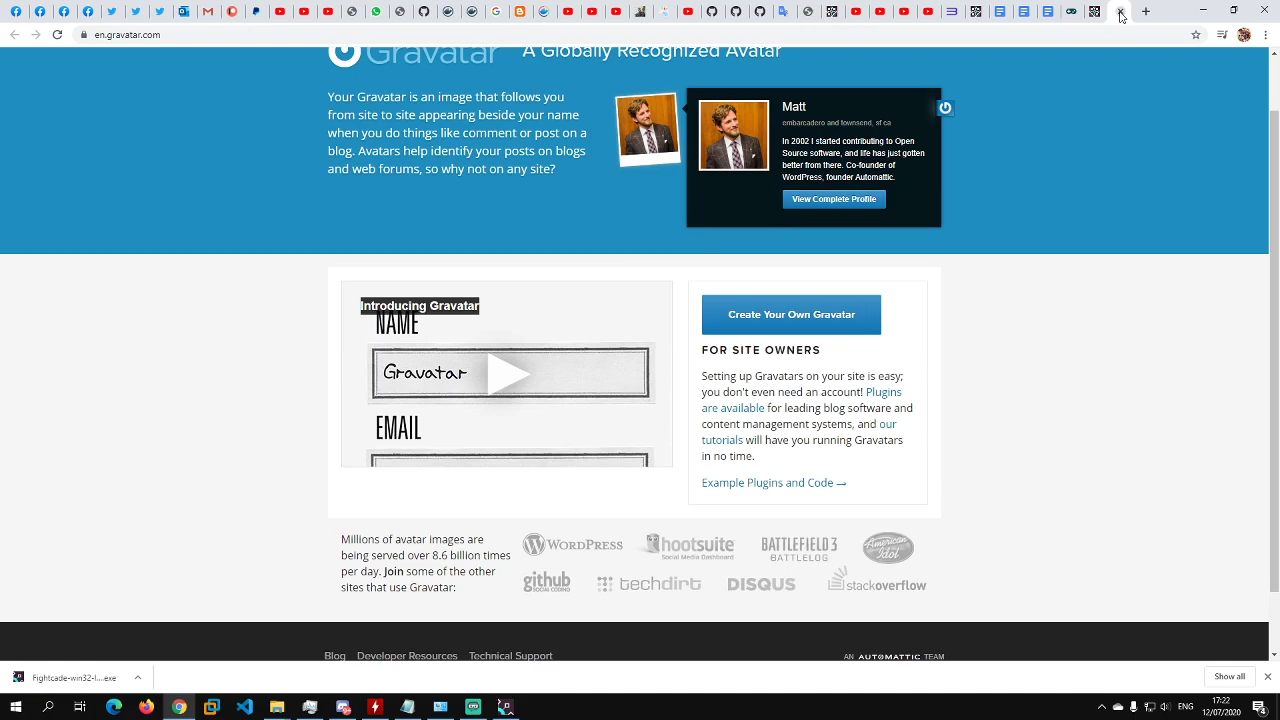 en.gravatar.com
Gravatar
A Globally Recognized Avatar
Your Gravatar is an image that follows you
from site to site appearing beside your name
when you do things like comment or post on a
blog. Avatars help identify your posts on blogs
and web forums, so why not on any site?
Matt
embarcadero and townsend, sf ca
In 2002 I started contributing to Open
Source software, and life has just gotten
better from there. Co-founder of
WordPress, founder Automattic.
View Complete Profile
Introducing Gravatar
NAME
Gravatar
EMAIL
Create Your Own Gravatar
FOR SITE OWNERS
Setting up Gravatars on your site is easy;
you don't even need an account! Plugins
are available for leading blog software and
content management systems, and our
tutorials will have you running Gravatars
in no time.
Example Plugins and Code →
Millions of avatar images are
being served over 8.6 billion times
per day. Join some of the other
sites that use Gravatar:
WORDPRESS
hootsuite
Social Media Dashboard
BATTLEFIELD 3
BATTLELOG
American Idol
github
SOCIAL CODING
techdirt
DISQUS
stackoverflow
Blog
Developer Resources
Technical Support
AN AUTOMATTIC TEAM
Fightcade-win32-l....exe
Show all
ENG
17:22
12/07/2020